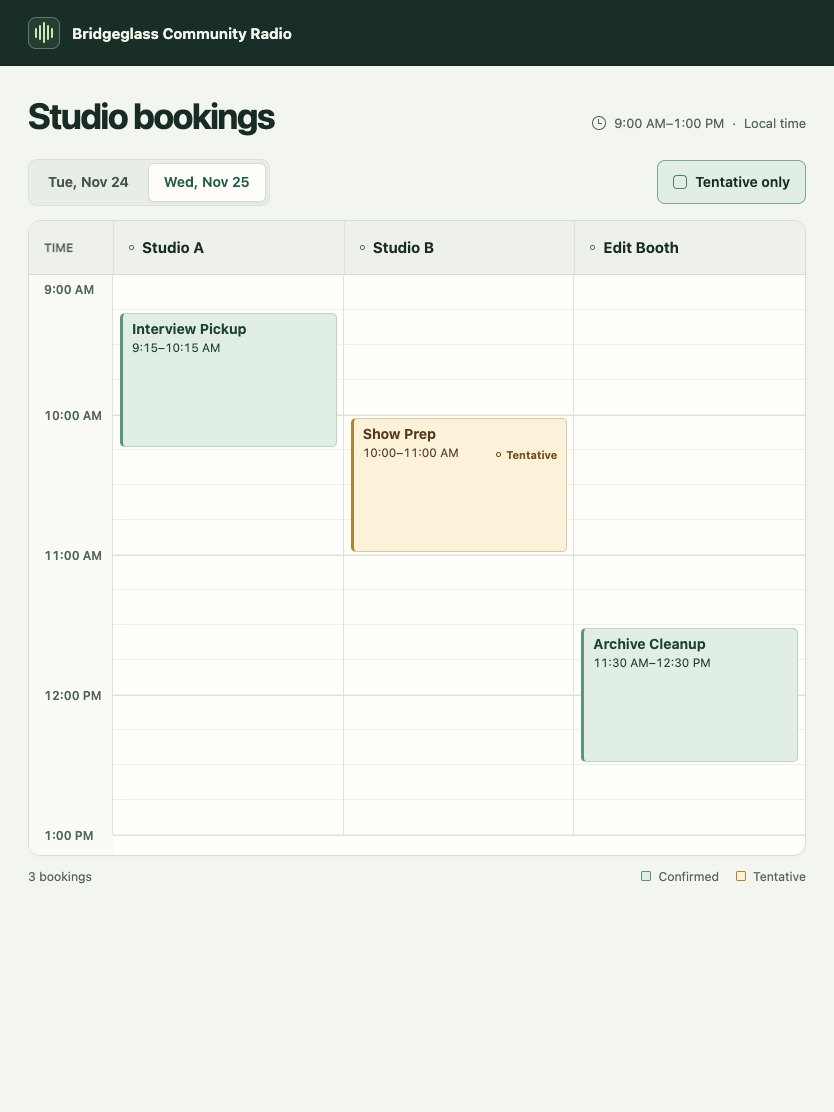 Bridgeglass Community Radio
Studio bookings
9:00 AM–1:00 PM · Local time
Tue, Nov 24
Wed, Nov 25
Tentative only
TIME
Studio A
Studio B
Edit Booth
9:00 AM
Interview Pickup
9:15–10:15 AM
10:00 AM
Show Prep
10:00–11:00 AM
Tentative
11:00 AM
Archive Cleanup
11:30 AM–12:30 PM
12:00 PM
1:00 PM
3 bookings
Confirmed
Tentative